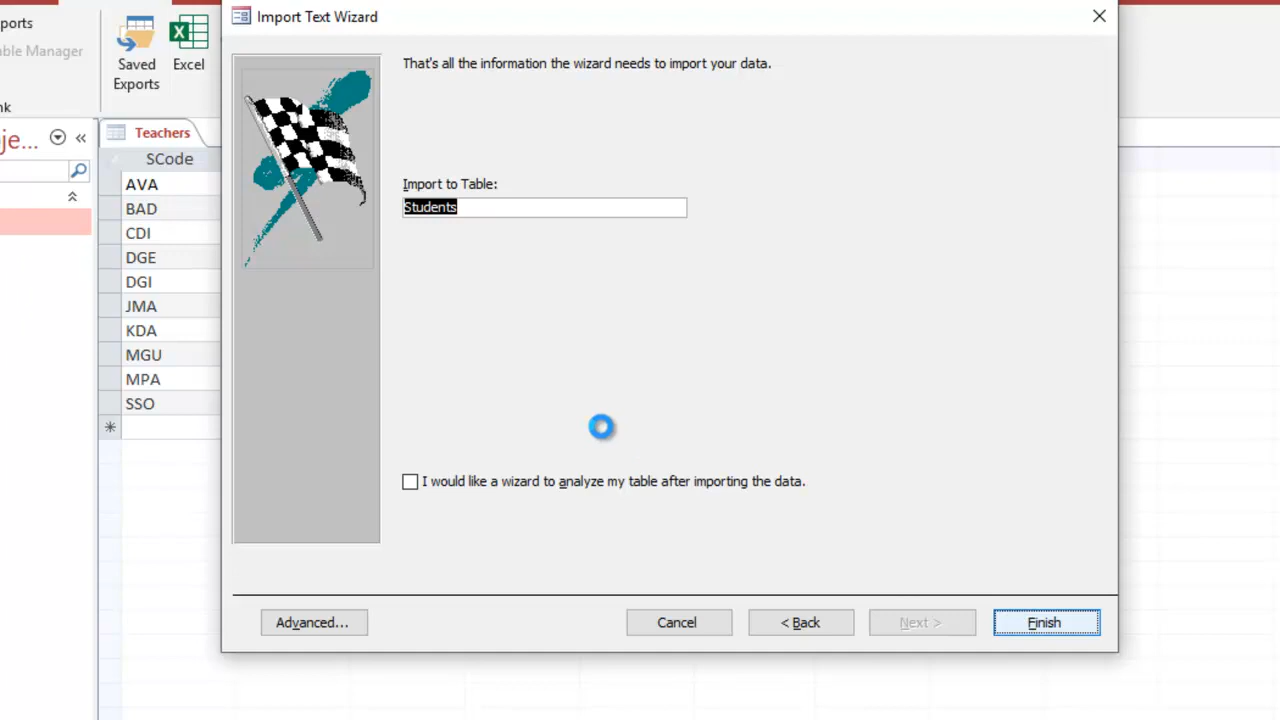 Import Text Wizard
ports
ble Manager
nk
Saved
Exports
Excel
je...
Teachers
SCode
AVA
BAD
CDI
DGE
DGI
JMA
KDA
MGU
MPA
SSO
That's all the information the wizard needs to import your data.
Import to Table:
Students
I would like a wizard to analyze my table after importing the data.
Advanced...
Cancel
< Back
Next >
Finish